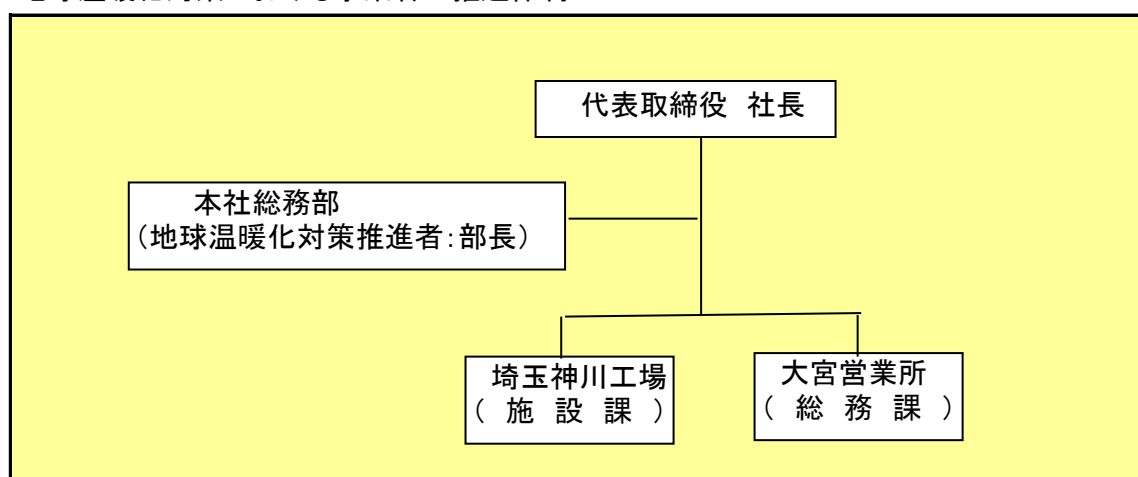 代表取締役 社長
本社総務部
（地球温暖化対策推進者：部長）
埼玉神川工場
（ 施 設 課 ）
大宮営業所
（ 総 務 課 ）